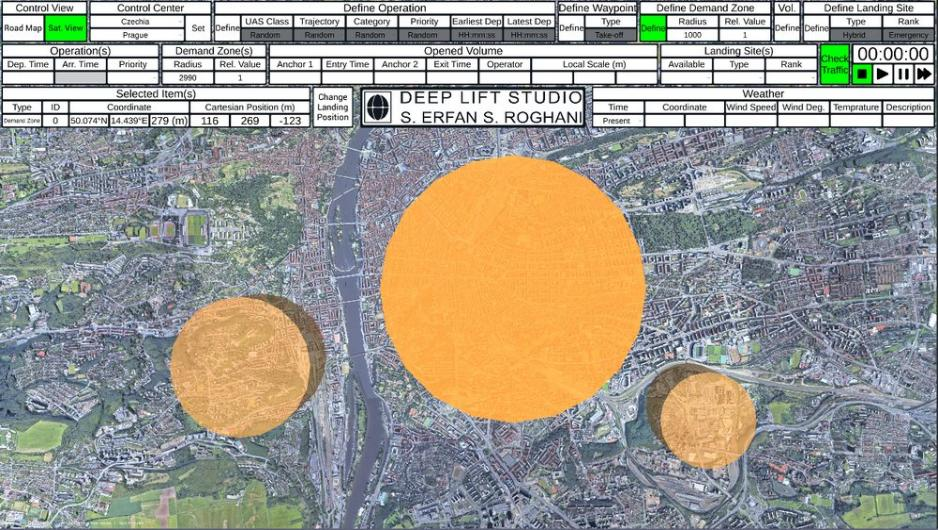 Control View
Control Center
Define Operation
Define Waypoint
Define Demand Zone
Vol.
Define Landing Site
Road Map
Sat. View
Czechia
Prague
Set
Define
UAS Class
Trajectory
Category
Priority
Earliest Dep
Latest Dep
Random
Random
Random
Random
HH:mm:ss
HH:mm:ss
Define
Type
Take-off
Define
Radius
Rel. Value
1000
1
Define
Define
Type
Rank
Hybrid
Emergency
Operation(s)
Demand Zone(s)
Opened Volume
Landing Site(s)
Check Traffic
00:00:00
Dep. Time
Arr. Time
Priority
Radius
Rel. Value
2990
1
Anchor 1
Entry Time
Anchor 2
Exit Time
Operator
Local Scale (m)
Available
Type
Rank
Selected Item(s)
Change Landing Position
DEEP LIFT STUDIO
S. ERFAN S. ROGHANI
Weather
Type
ID
Coordinate
Cartesian Position (m)
Demand Zone
0
50.074°N
14.439°E
279 (m)
116
269
-123
Time
Coordinate
Wind Speed
Wind Deg.
Temprature
Description
Present